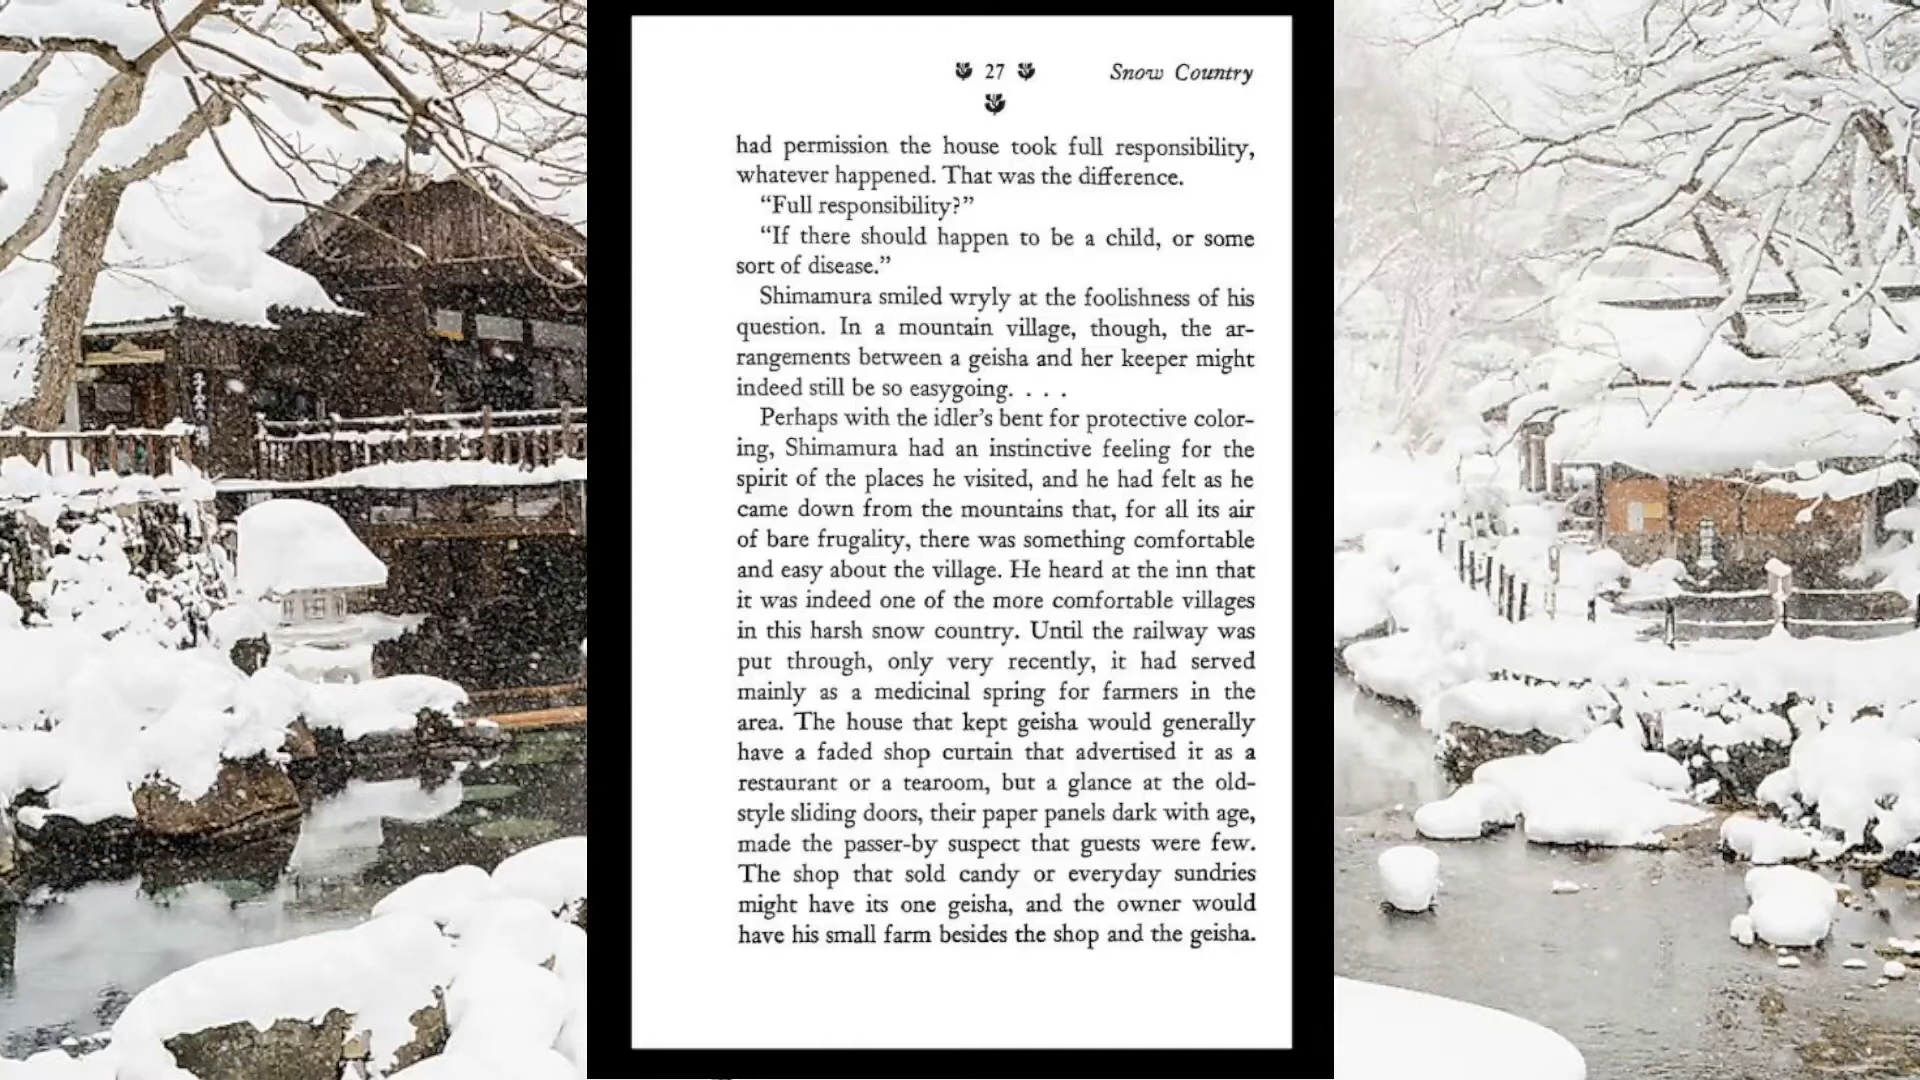 27 Snow Country
had permission the house took full responsibility,
whatever happened. That was the difference.
“Full responsibility?”
“If there should happen to be a child, or some
sort of disease.”
Shimamura smiled wryly at the foolishness of his
question. In a mountain village, though, the ar-
rangements between a geisha and her keeper might
indeed still be so easygoing. . . .
Perhaps with the idler’s bent for protective color-
ing, Shimamura had an instinctive feeling for the
spirit of the places he visited, and he had felt as he
came down from the mountains that, for all its air
of bare frugality, there was something comfortable
and easy about the village. He heard at the inn that
it was indeed one of the more comfortable villages
in this harsh snow country. Until the railway was
put through, only very recently, it had served
mainly as a medicinal spring for farmers in the
area. The house that kept geisha would generally
have a faded shop curtain that advertised it as a
restaurant or a tearoom, but a glance at the old-
style sliding doors, their paper panels dark with age,
made the passer-by suspect that guests were few.
The shop that sold candy or everyday sundries
might have its one geisha, and the owner would
have his small farm besides the shop and the geisha.